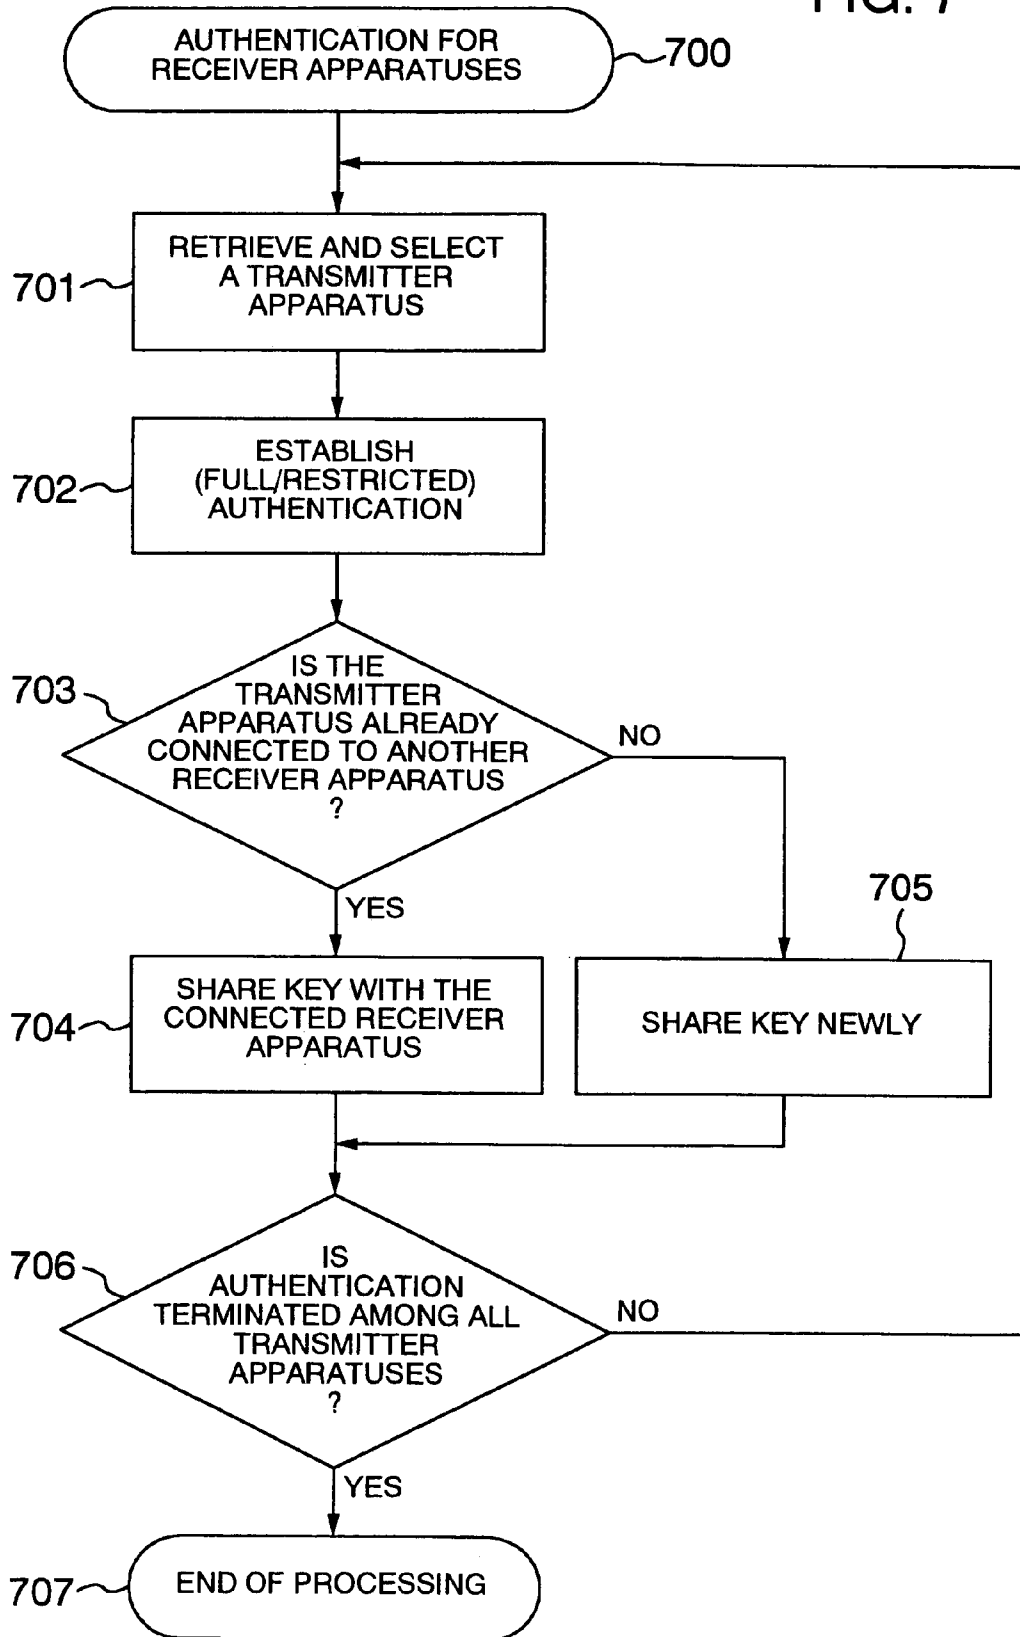 FIG. 7
AUTHENTICATION FOR
RECEIVER APPARATUSES
700
RETRIEVE AND SELECT
A TRANSMITTER
APPARATUS
701
ESTABLISH
(FULL/RESTRICTED)
AUTHENTICATION
702
IS THE
TRANSMITTER
APPARATUS ALREADY
CONNECTED TO ANOTHER
RECEIVER APPARATUS
?
703
NO
YES
705
SHARE KEY WITH THE
CONNECTED RECEIVER
APPARATUS
704
SHARE KEY NEWLY
IS
AUTHENTICATION
TERMINATED AMONG ALL
TRANSMITTER
APPARATUSES
?
706
NO
YES
END OF PROCESSING
707